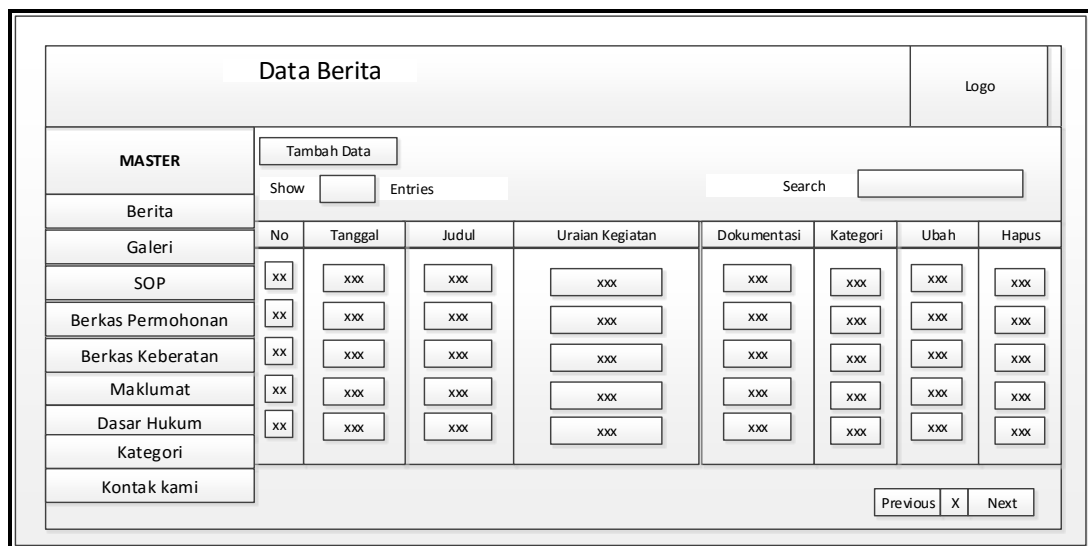 Data Berita
Logo
MASTER
Berita
Galeri
SOP
Berkas Permohonan
Berkas Keberatan
Maklumat
Dasar Hukum
Kategori
Kontak kami
Tambah Data
Show Entries Search
No Tanggal Judul Uraian Kegiatan Dokumentasi Kategori Ubah Hapus
xx xxx xxx xxx xxx xxx xxx xxx
xx xxx xxx xxx xxx xxx xxx xxx
xx xxx xxx xxx xxx xxx xxx xxx
xx xxx xxx xxx xxx xxx xxx xxx
xx xxx xxx xxx xxx xxx xxx xxx
Previous X Next